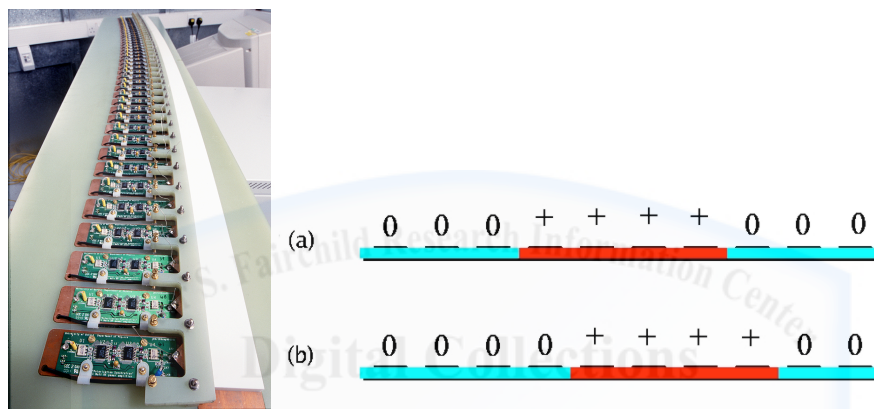 (a) 0 0 0 + + + + 0 0 0
(b) 0 0 0 0 + + + + 0 0
S. Fairchild Research Information Center
Digital Collections